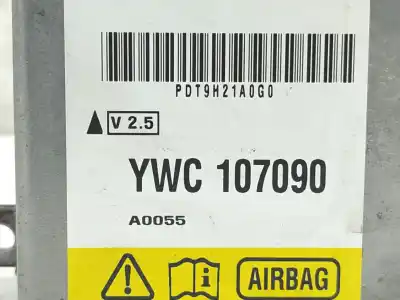 PDT9H21A0G0
V 2.5
YWC 107090
A0055
i AIRBAG